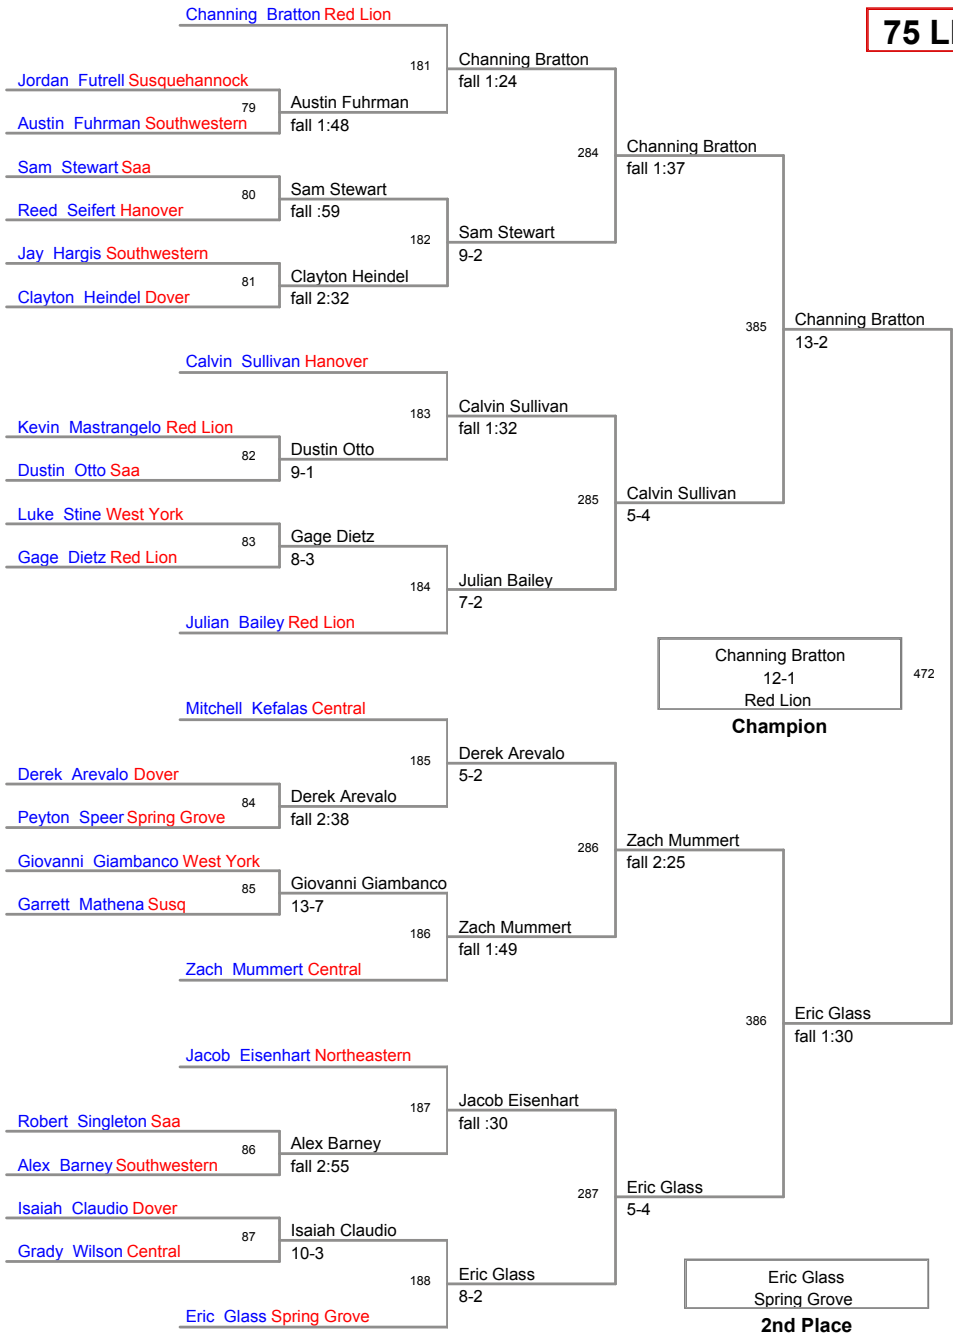 Channing Bratton Red Lion
75 L
181
Channing Bratton
fall 1:24
Jordan Futrell Susquehannock
79
Austin Fuhrman
fall 1:48
Austin Fuhrman Southwestern
284
Channing Bratton
fall 1:37
Sam Stewart Saa
80
Sam Stewart
fall :59
Reed Seifert Hanover
182
Sam Stewart
9-2
Jay Hargis Southwestern
81
Clayton Heindel
fall 2:32
Clayton Heindel Dover
385
Channing Bratton
13-2
Calvin Sullivan Hanover
183
Calvin Sullivan
fall 1:32
Kevin Mastrangelo Red Lion
82
Dustin Otto
9-1
Dustin Otto Saa
285
Calvin Sullivan
5-4
Luke Stine West York
83
Gage Dietz
8-3
Gage Dietz Red Lion
184
Julian Bailey
7-2
Julian Bailey Red Lion
Channing Bratton
12-1
Red Lion
472
Champion
Mitchell Kefalas Central
185
Derek Arevalo
5-2
Derek Arevalo Dover
84
Derek Arevalo
fall 2:38
Peyton Speer Spring Grove
286
Zach Mummert
fall 2:25
Giovanni Giambanco West York
85
Giovanni Giambanco
13-7
Garrett Mathena Susq
186
Zach Mummert
fall 1:49
Zach Mummert Central
386
Eric Glass
fall 1:30
Jacob Eisenhart Northeastern
187
Jacob Eisenhart
fall :30
Robert Singleton Saa
86
Alex Barney
fall 2:55
Alex Barney Southwestern
287
Eric Glass
5-4
Isaiah Claudio Dover
87
Isaiah Claudio
10-3
Grady Wilson Central
188
Eric Glass
8-2
Eric Glass Spring Grove
Eric Glass
Spring Grove
2nd Place